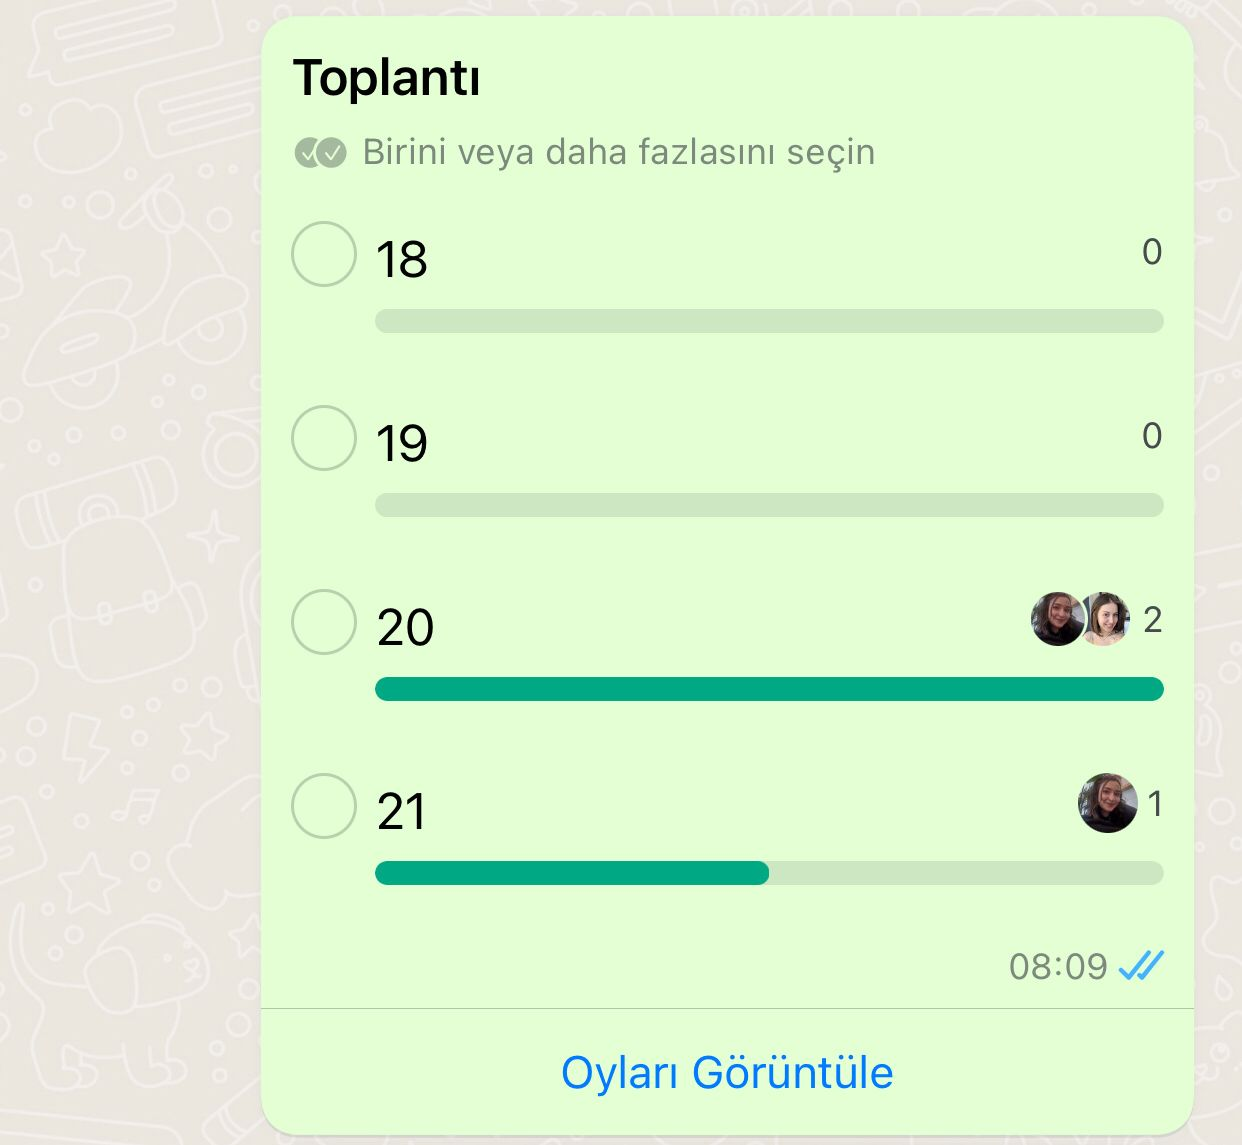 Toplantı
Birini veya daha fazlasını seçin
18 0
19 0
20 2
21 1
08:09
Oyları Görüntüle